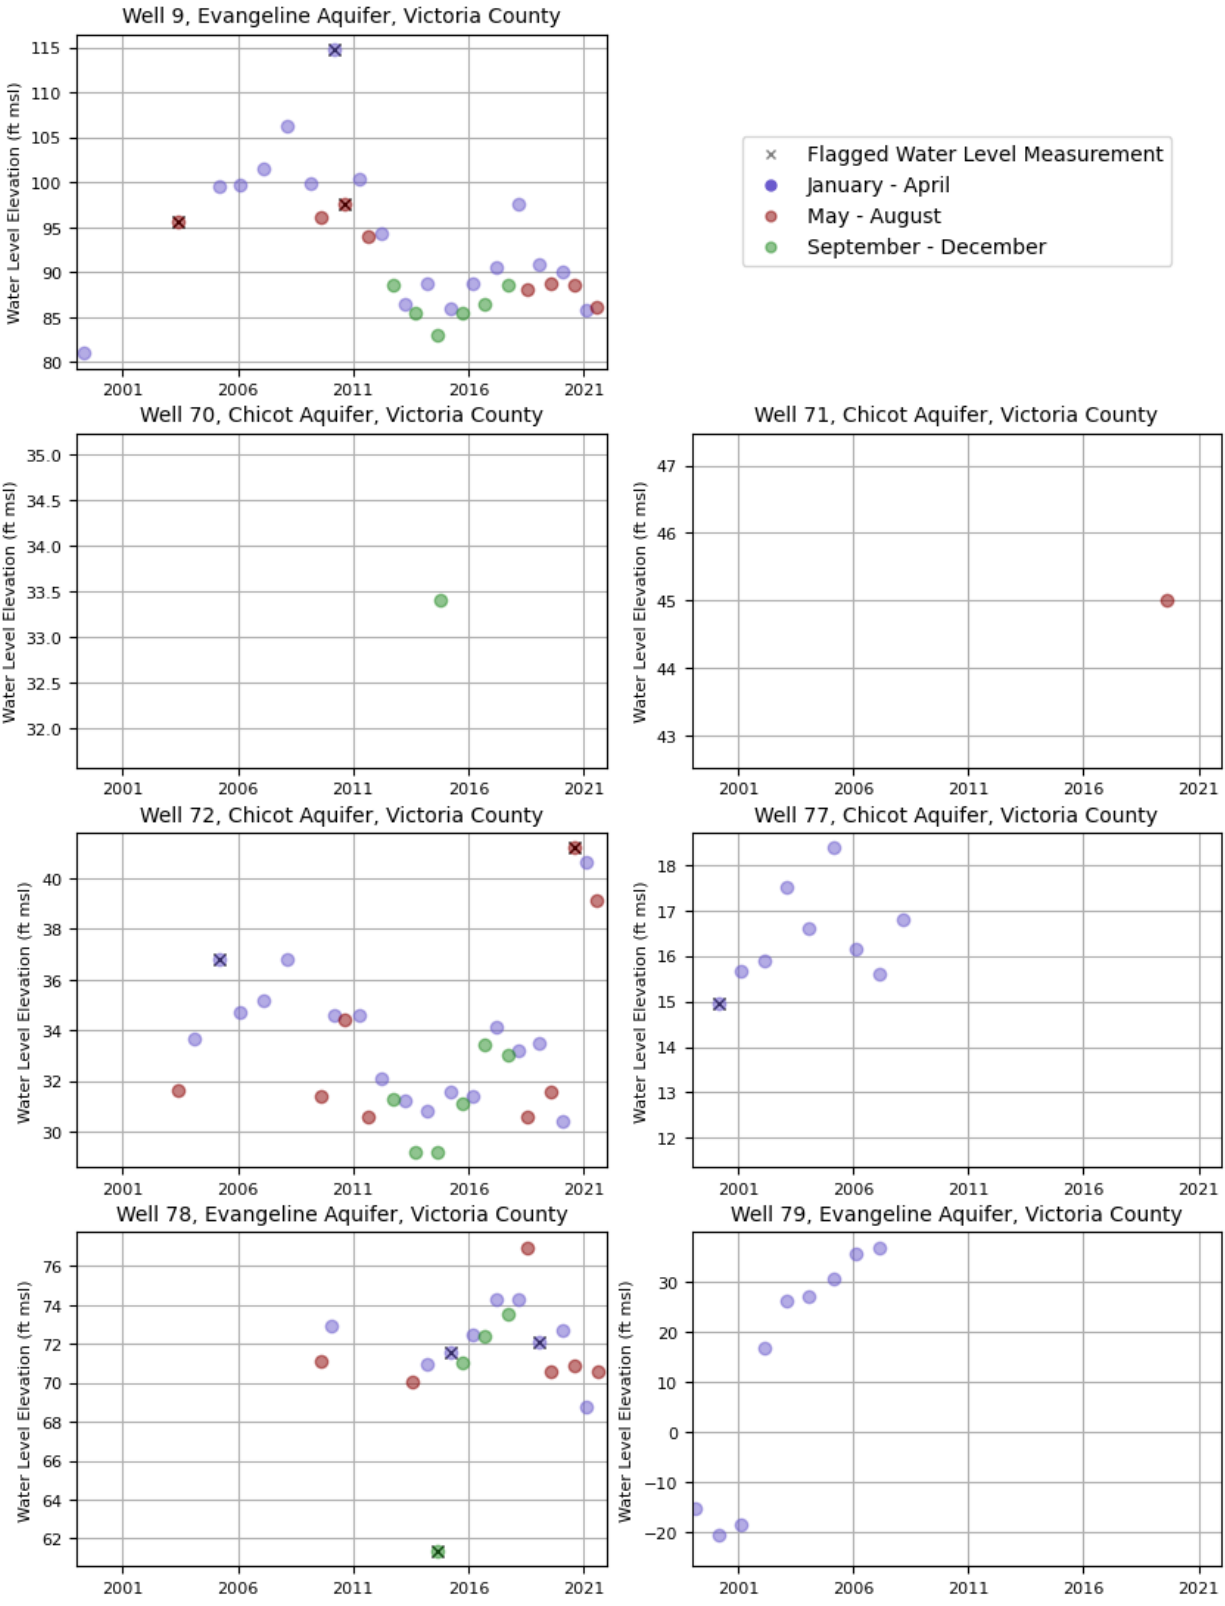 Well 9, Evangeline Aquifer, Victoria County
Water Level Elevation (ft msl)
115
110
105
100
95
90
85
80
2001 2006 2011 2016 2021
Flagged Water Level Measurement
January - April
May - August
September - December
Well 70, Chicot Aquifer, Victoria County
Water Level Elevation (ft msl)
35.0
34.5
34.0
33.5
33.0
32.5
32.0
2001 2006 2011 2016 2021
Well 71, Chicot Aquifer, Victoria County
Water Level Elevation (ft msl)
47
46
45
44
43
2001 2006 2011 2016 2021
Well 72, Chicot Aquifer, Victoria County
Water Level Elevation (ft msl)
40
38
36
34
32
30
2001 2006 2011 2016 2021
Well 77, Chicot Aquifer, Victoria County
Water Level Elevation (ft msl)
18
17
16
15
14
13
12
2001 2006 2011 2016 2021
Well 78, Evangeline Aquifer, Victoria County
Water Level Elevation (ft msl)
76
74
72
70
68
66
64
62
2001 2006 2011 2016 2021
Well 79, Evangeline Aquifer, Victoria County
Water Level Elevation (ft msl)
30
20
10
0
−10
−20
2001 2006 2011 2016 2021